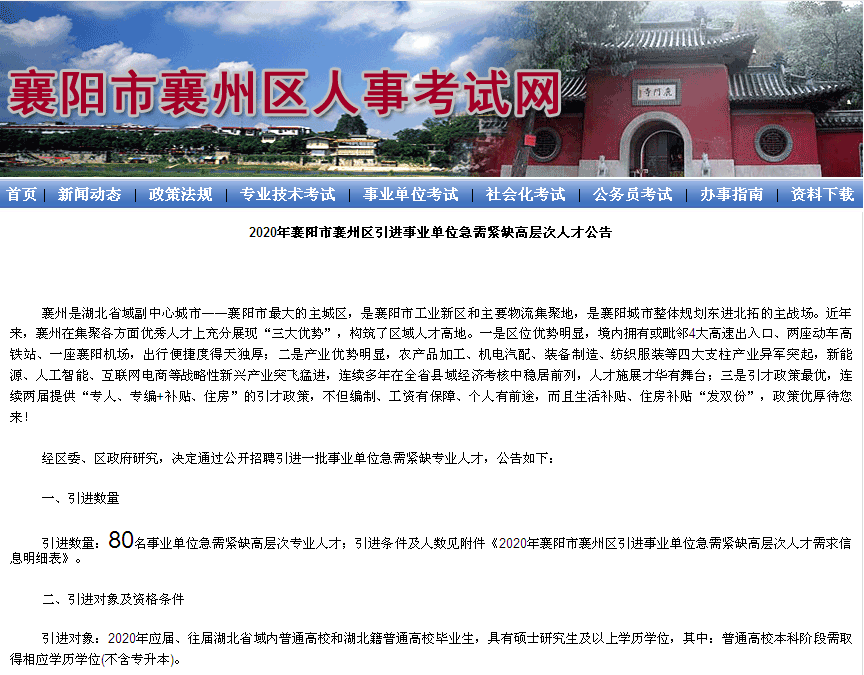 襄阳市襄州区人事考试网
首页 | 新闻动态 | 政策法规 | 专业技术考试 | 事业单位考试 | 社会化考试 | 公务员考试 | 办事指南 | 资料下载
2020年襄阳市襄州区引进事业单位急需紧缺高层次人才公告
襄州是湖北省域副中心城市——襄阳市最大的主城区，是襄阳市工业新区和主要物流集聚地，是襄阳城市整体规划东进北拓的主战场。近年
来，襄州在集聚各方面优秀人才上充分展现“三大优势”，构筑了区域人才高地。一是区位优势明显，境内拥有或毗邻4大高速出入口、两座动车高
铁站、一座襄阳机场，出行便捷度得天独厚；二是产业优势明显，农产品加工、机电汽配、装备制造、纺织服装等四大支柱产业异军突起，新能
源、人工智能、互联网电商等战略性新兴产业突飞猛进，连续多年在全省县域经济考核中稳居前列，人才施展才华有舞台；三是引才政策最优，连
续两届提供“专人、专编+补贴、住房”的引才政策，不但编制、工资有保障、个人有前途，而且生活补贴、住房补贴“发双份”，政策优厚待您
来！
经区委、区政府研究，决定通过公开招聘引进一批事业单位急需紧缺专业人才，公告如下：
一、引进数量
引进数量：80名事业单位急需紧缺高层次专业人才；引进条件及人数见附件《2020年襄阳市襄州区引进事业单位急需紧缺高层次人才需求信
息明细表》。
二、引进对象及资格条件
引进对象：2020年应届、往届湖北省域内普通高校和湖北籍普通高校毕业生，具有硕士研究生及以上学历学位，其中：普通高校本科阶段需取
得相应学历学位(不含专升本)。